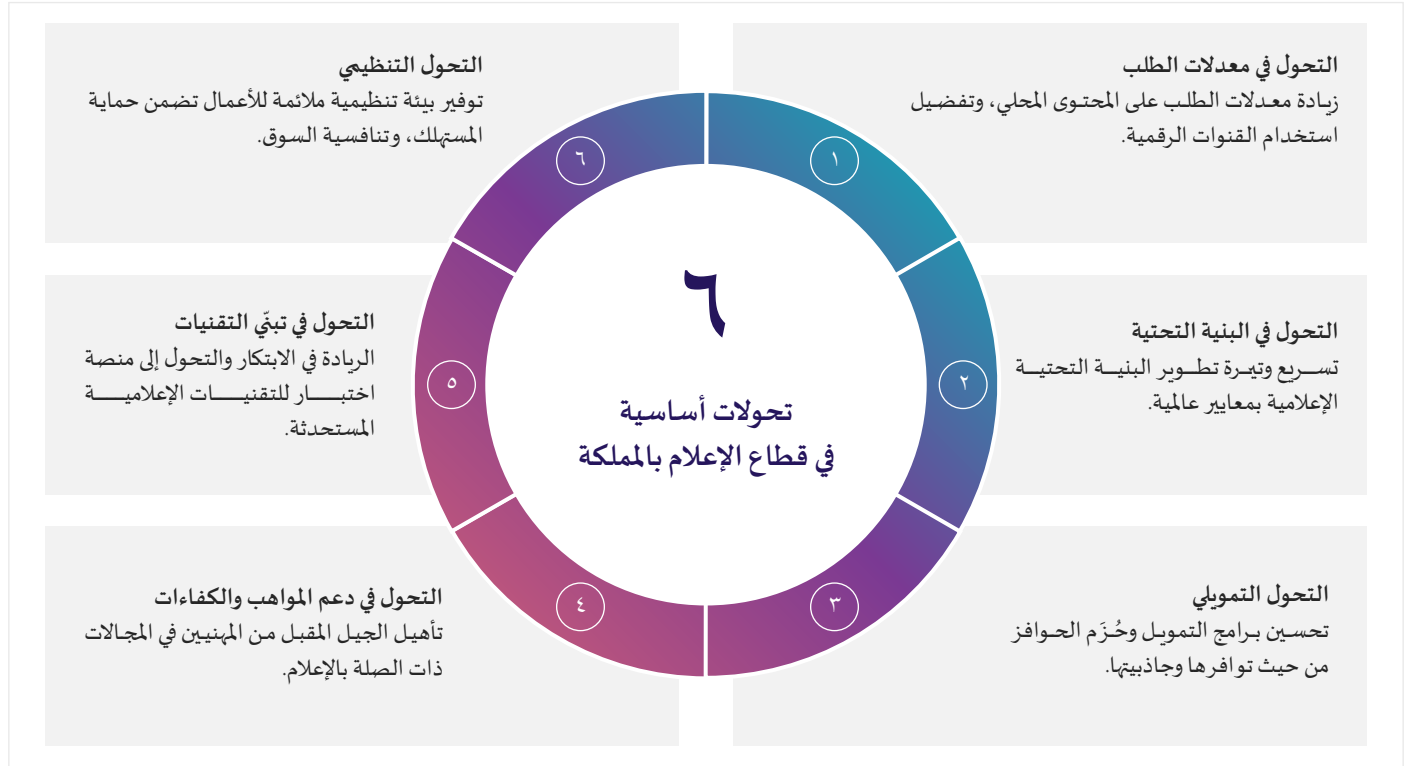 ٦
تحولات أساسية
في قطاع الإعلام بالمملكة
١
التحول في معدلات الطلب
زيادة معدلات الطلب على المحتوى المحلي، وتفضيل
استخدام القنوات الرقمية.
٢
التحول في البنية التحتية
تسريع وتيرة تطوير البنية التحتية
الإعلامية بمعايير عالمية.
٣
التحول التمويلي
تحسين برامج التمويل وحُزَم الحوافز
من حيث توافرها وجاذبيتها.
٤
التحول في دعم المواهب والكفاءات
تأهيل الجيل المقبل من المهنيين في المجالات
ذات الصلة بالإعلام.
٥
التحول في تبنّي التقنيات
الريادة في الابتكار والتحول إلى منصة
اختبار للتقنيات الإعلامية
المستحدثة.
٦
التحول التنظيمي
توفير بيئة تنظيمية ملائمة للأعمال تضمن حماية
المستهلك، وتنافسية السوق.